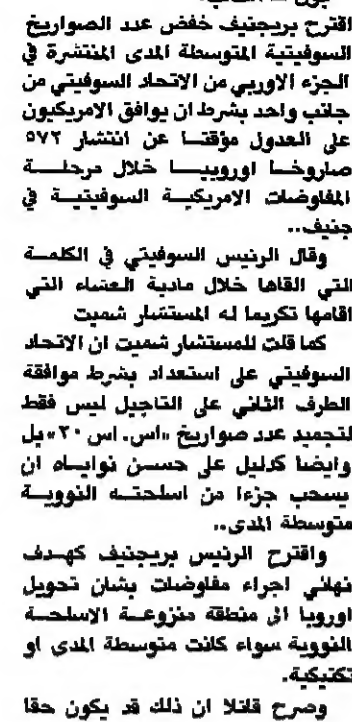 اقترح بريجنيف خفض عدد الصواريخ
السوفيتية المتوسطة المدى المنتشرة في
الجزء الاوربي من الاتحاد السوفيتي من
جانب واحد بشرط ان يوافق الامريكيون
على العدول مؤقتا عن انتشار ٥٧٢
صاروخا اوروبيا خلال مرحلة
المفاوضات الامريكية السوفيتية في
جنيف..
وقال الرئيس السوفيتي في الكلمة
التي القاها خلال مادبة العشاء التي
اقامها تكريما له المستشار شميت
كما قلت للمستشار شميت ان الاتحاد
السوفيتي على استعداد بشرط موافقة
الطرف الثاني على التاجيل ليس فقط
لتجميد عدد صواريخ «اس. اس ٢٠» بل
وايضا كدليل على حسن نواياه ان
يسحب جزءا من اسلحته النووية
متوسطة المدى..
واقترح الرئيس بريجنيف كهدف
نهائي اجراء مفاوضات بشان تحويل
اوروبا الى منطقة منزوعة الاسلحة
النووية سواء كانت متوسطة المدى او
تكتيكية.
وصرح قائلا ان ذلك قد يكون حقا